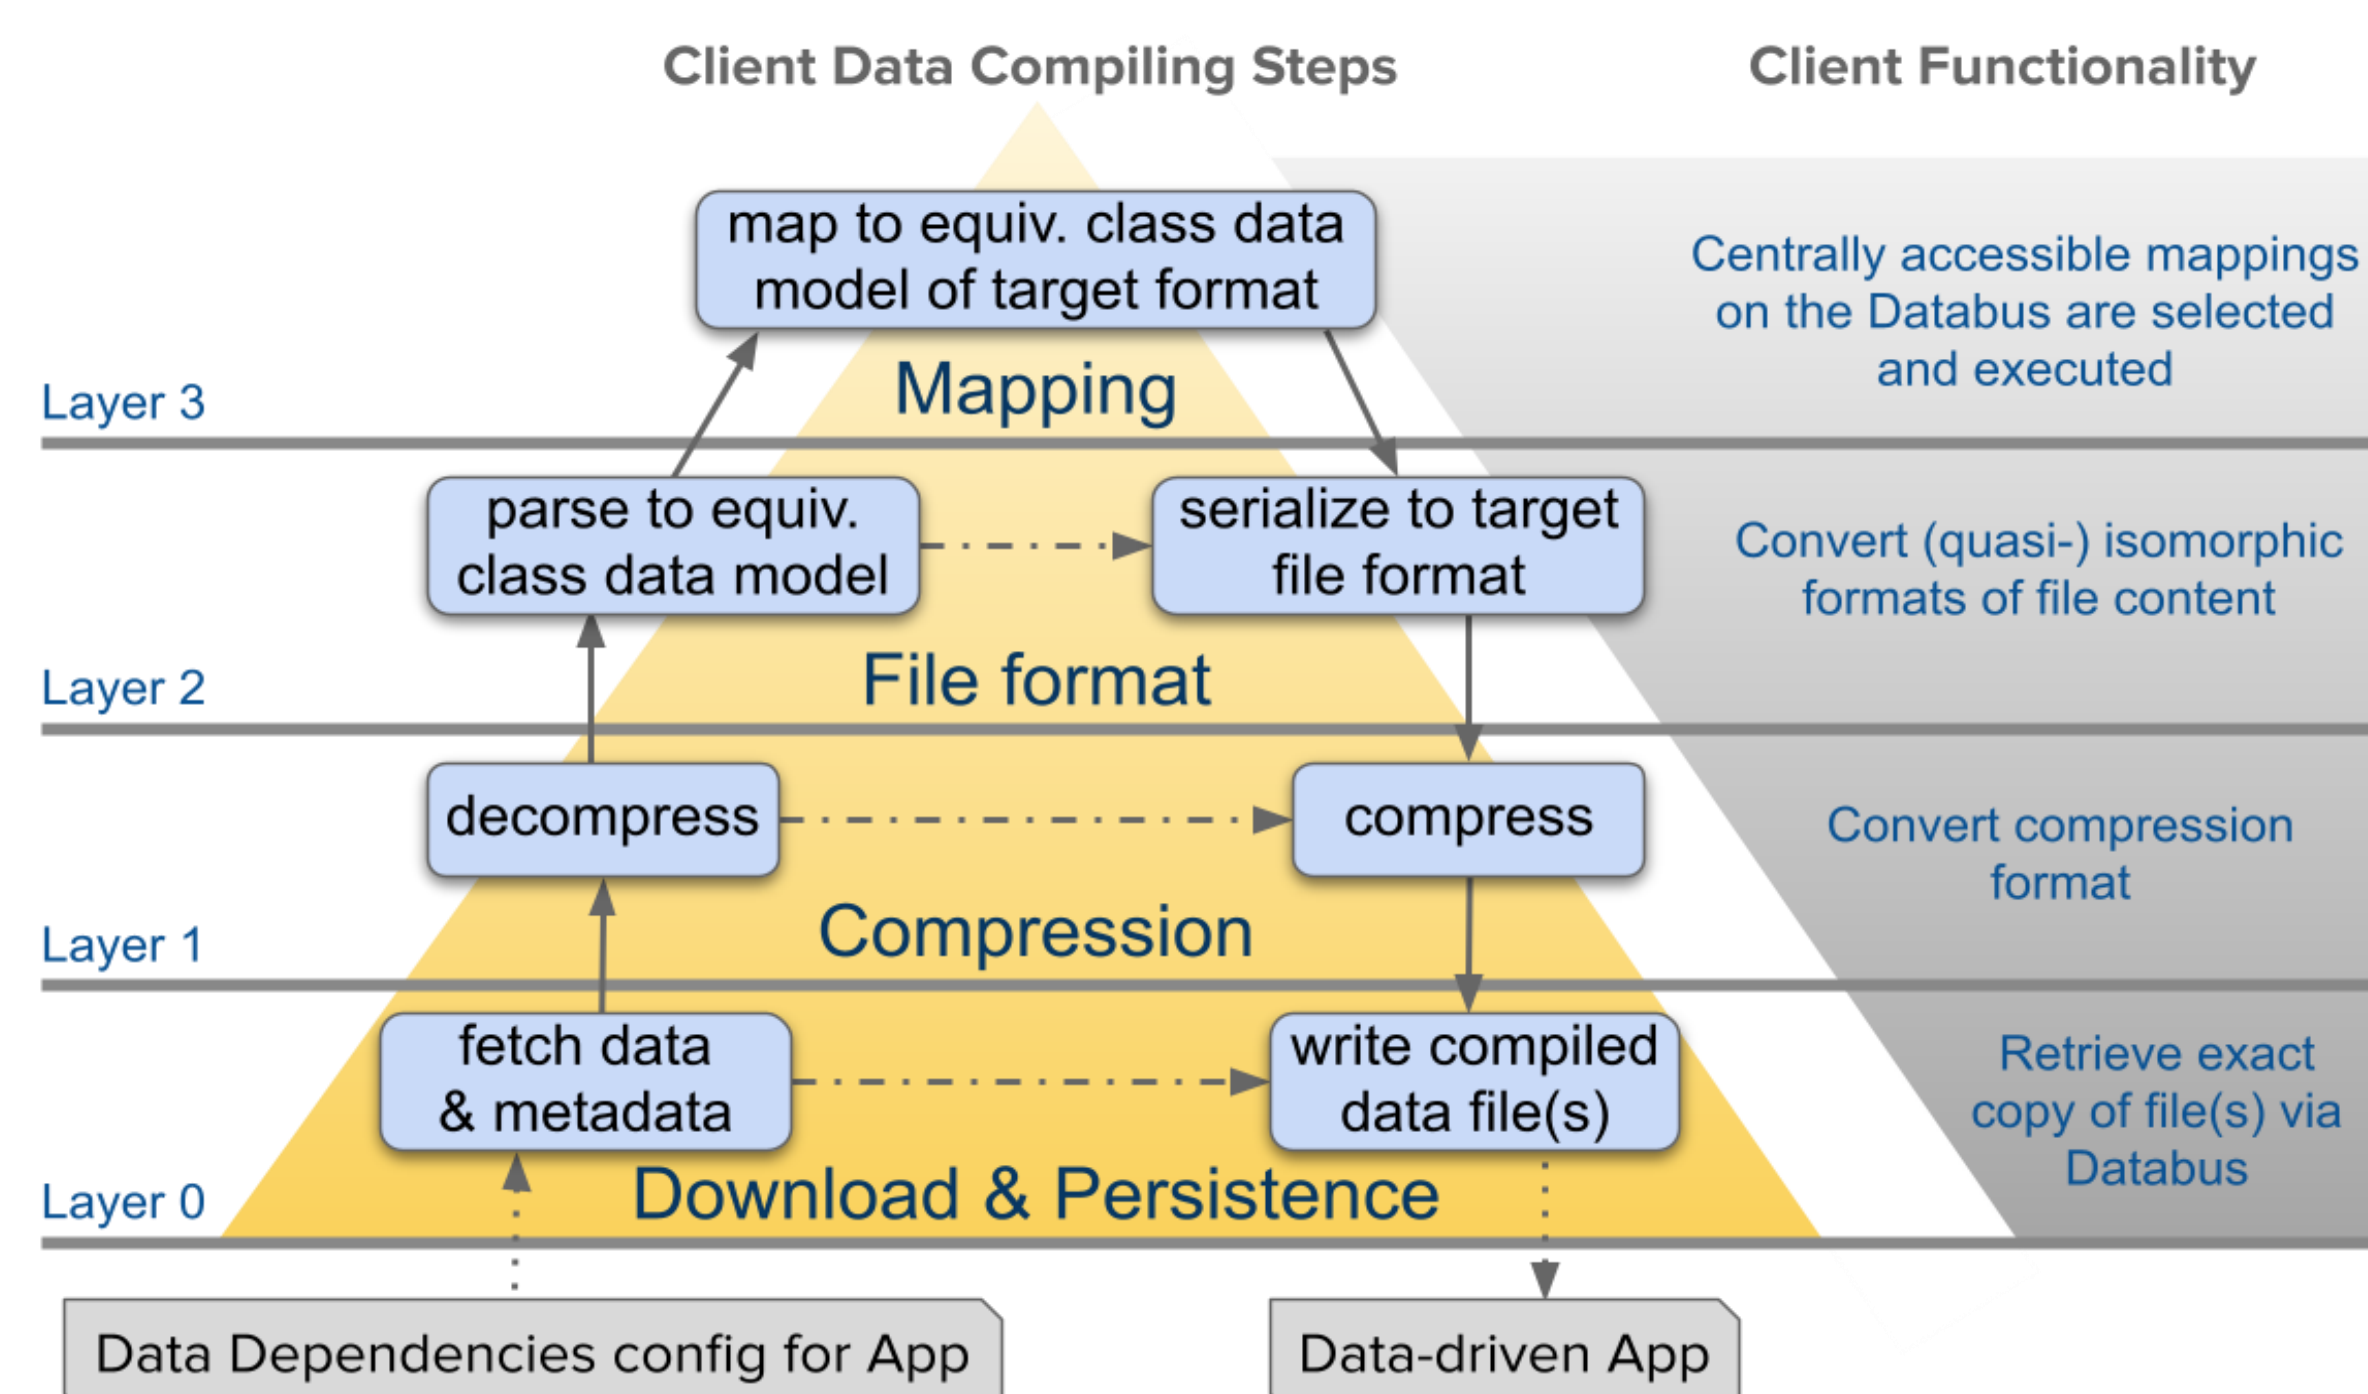 Client Data Compiling Steps
Client Functionality
map to equiv. class data
model of target format
Centrally accessible mappings
on the Databus are selected
and executed
Mapping
Layer 3
parse to equiv.
class data model
serialize to target
file format
Convert (quasi-) isomorphic
formats of file content
File format
Layer 2
decompress
compress
Convert compression
format
Compression
Layer 1
fetch data
& metadata
write compiled
data file(s)
Retrieve exact
copy of file(s) via
Databus
Download & Persistence
Layer 0
Data Dependencies config for App
Data-driven App